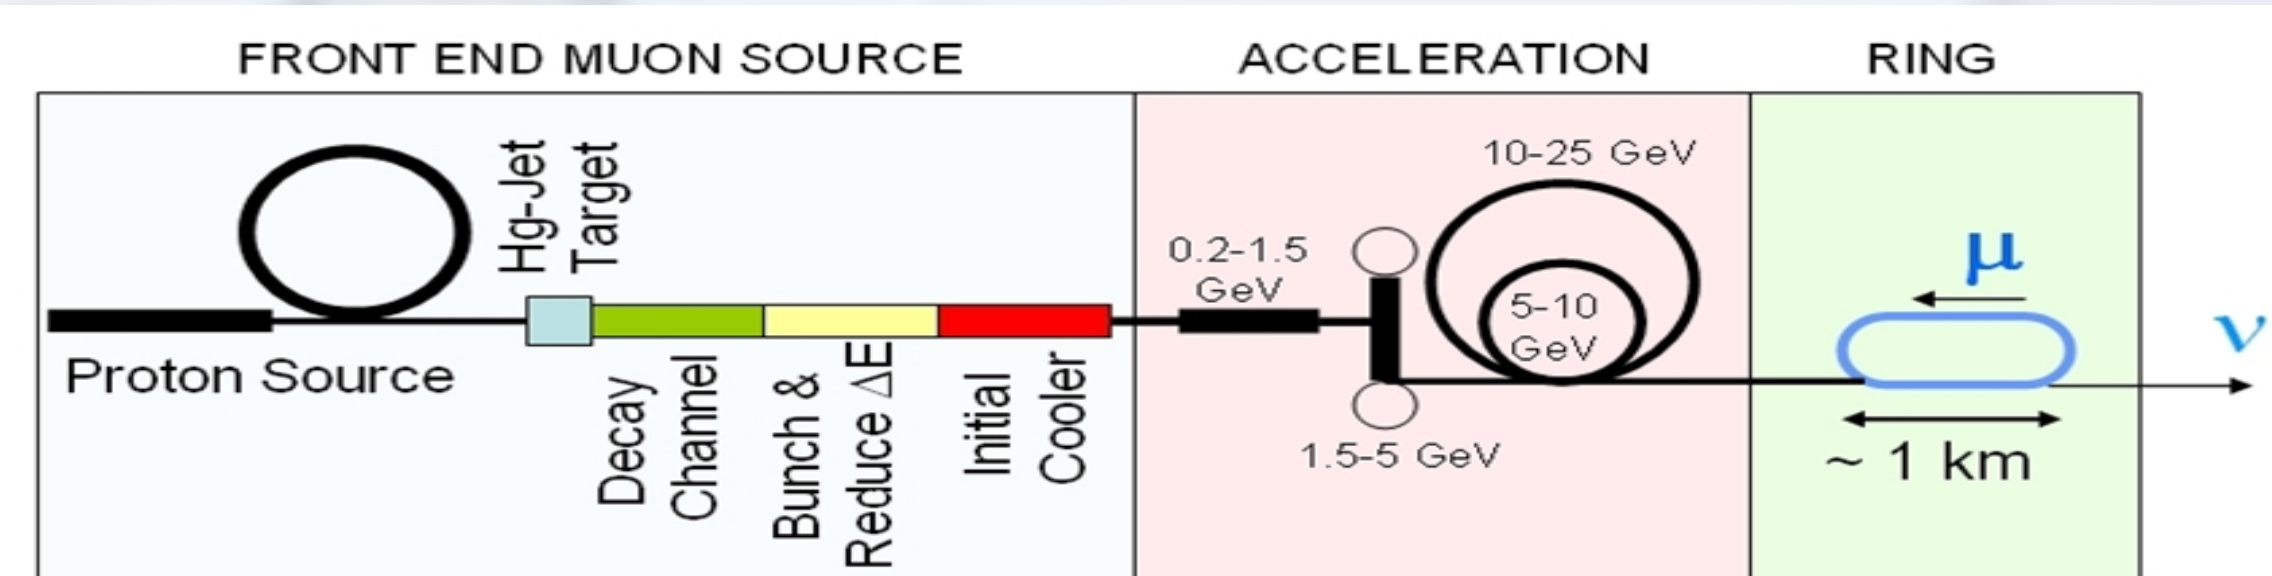 FRONT END MUON SOURCE
ACCELERATION
RING
Proton Source
Hg-Jet
Target
Decay
Channel
Bunch &
Reduce ΔE
Initial
Cooler
0.2-1.5
GeV
1.5-5 GeV
10-25 GeV
5-10
GeV
μ
~ 1 km
ν